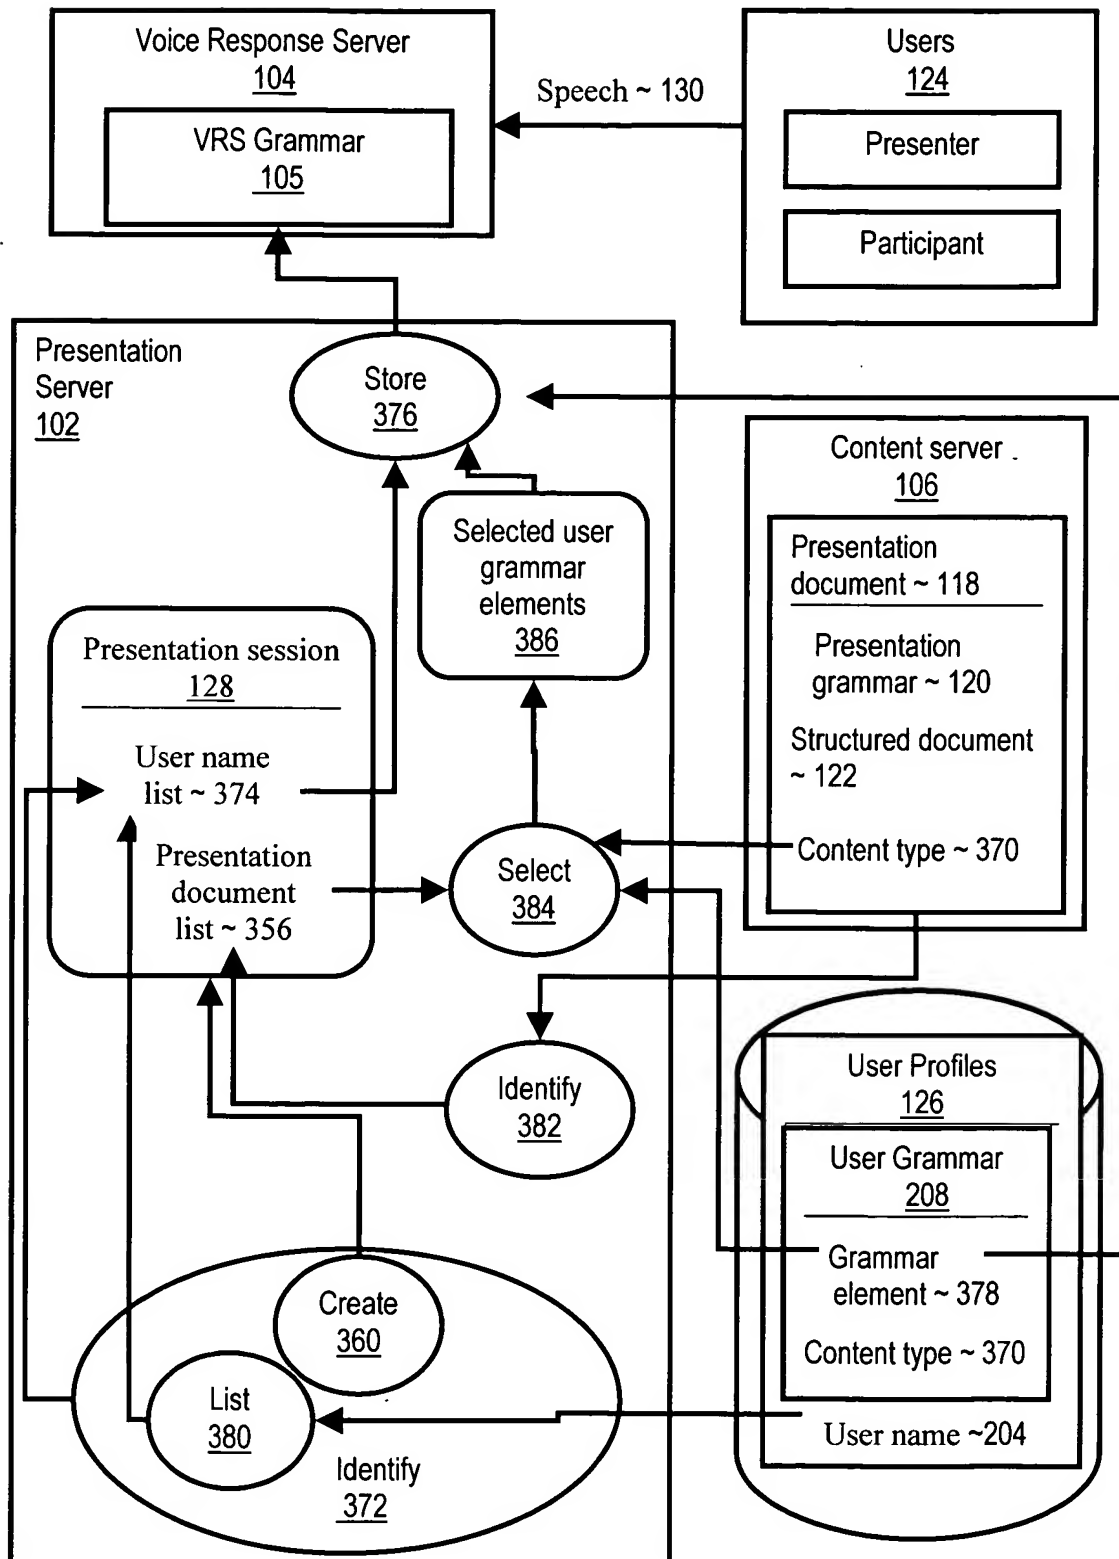 Voice Response Server
104
VRS Grammar
105
Speech ~ 130
Users
124
Presenter
Participant
Presentation
Server
102
Store
376
Selected user
grammar
elements
386
Content server
106
Presentation
document ~ 118
Presentation
grammar ~ 120
Structured document
~ 122
Content type ~ 370
Presentation session
128
User name
list ~ 374
Presentation
document
list ~ 356
Select
384
Identify
382
User Profiles
126
User Grammar
208
Grammar
element ~ 378
Content type ~ 370
User name ~204
Create
360
List
380
Identify
372